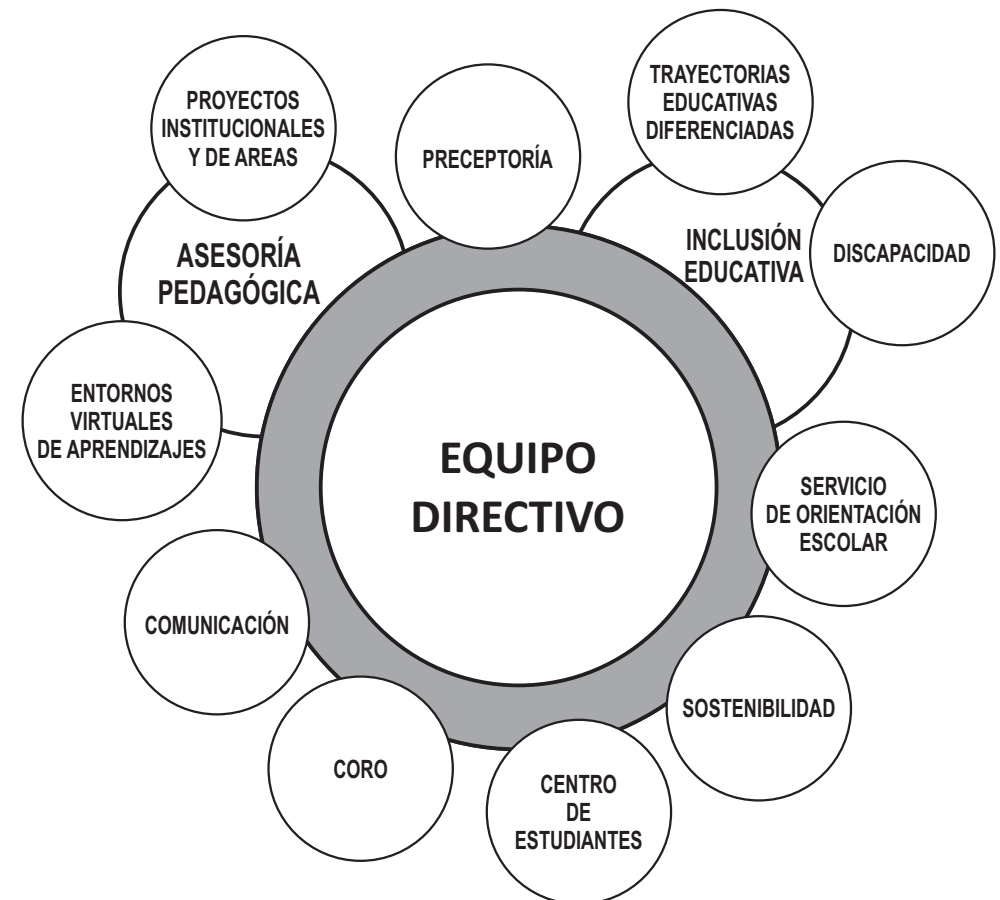 PROYECTOS
INSTITUCIONALES
Y DE AREAS
PRECEPTORÍA
TRAYECTORIAS
EDUCATIVAS
DIFERENCIADAS
ASESORÍA
PEDAGÓGICA
INCLUSIÓN
EDUCATIVA
DISCAPACIDAD
ENTORNOS
VIRTUALES
DE APRENDIZAJES
EQUIPO
DIRECTIVO
SERVICIO
DE ORIENTACIÓN
ESCOLAR
COMUNICACIÓN
SOSTENIBILIDAD
CORO
CENTRO
DE
ESTUDIANTES